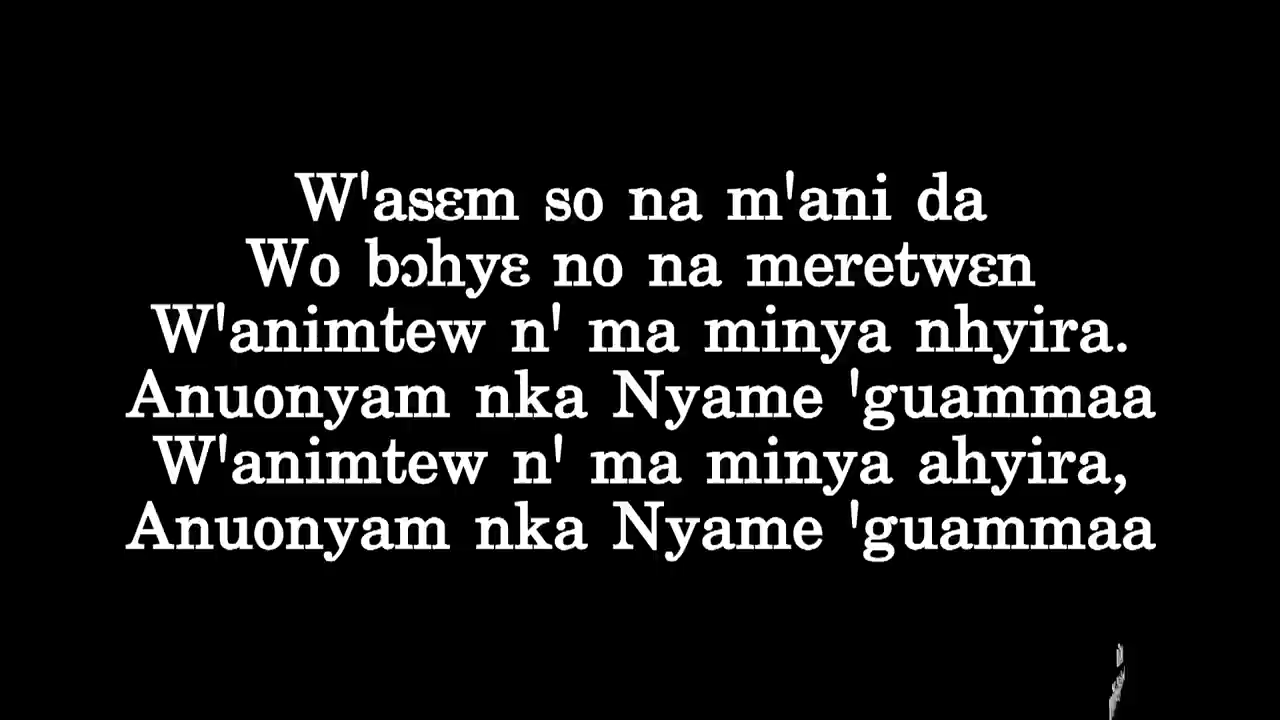 W'asɛm so na m'ani da
Wo bɔhyɛ no na meretwɛn
W'animtew n' ma minya nhyira.
Anuonyam nka Nyame 'guammaa
W'animtew n' ma minya ahyira,
Anuonyam nka Nyame 'guammaa